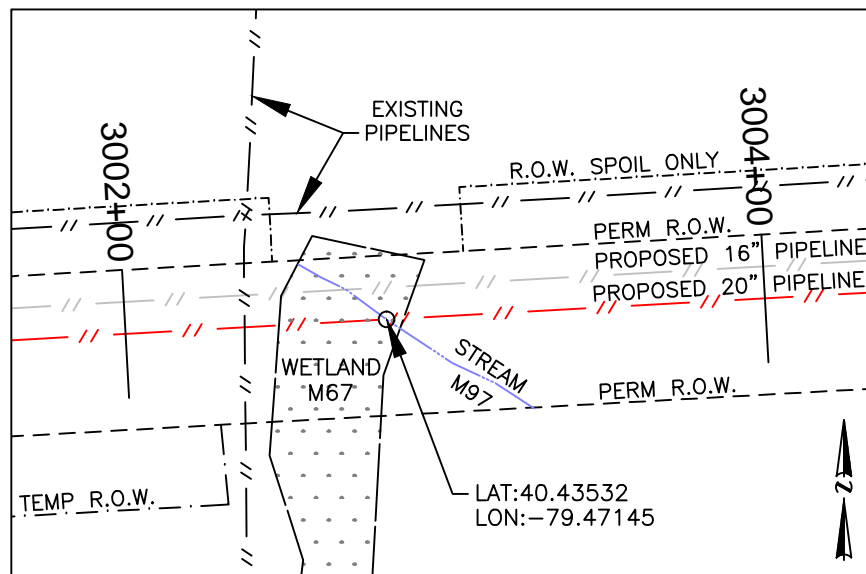 EXISTING
PIPELINES
3002+00
3004+00
R.O.W. SPOIL ONLY
PERM R.O.W.
PROPOSED 16" PIPELINE
PROPOSED 20" PIPELINE
WETLAND
M67
STREAM
M97
PERM R.O.W.
TEMP R.O.W.
LAT:40.43532
LON:-79.47145
N